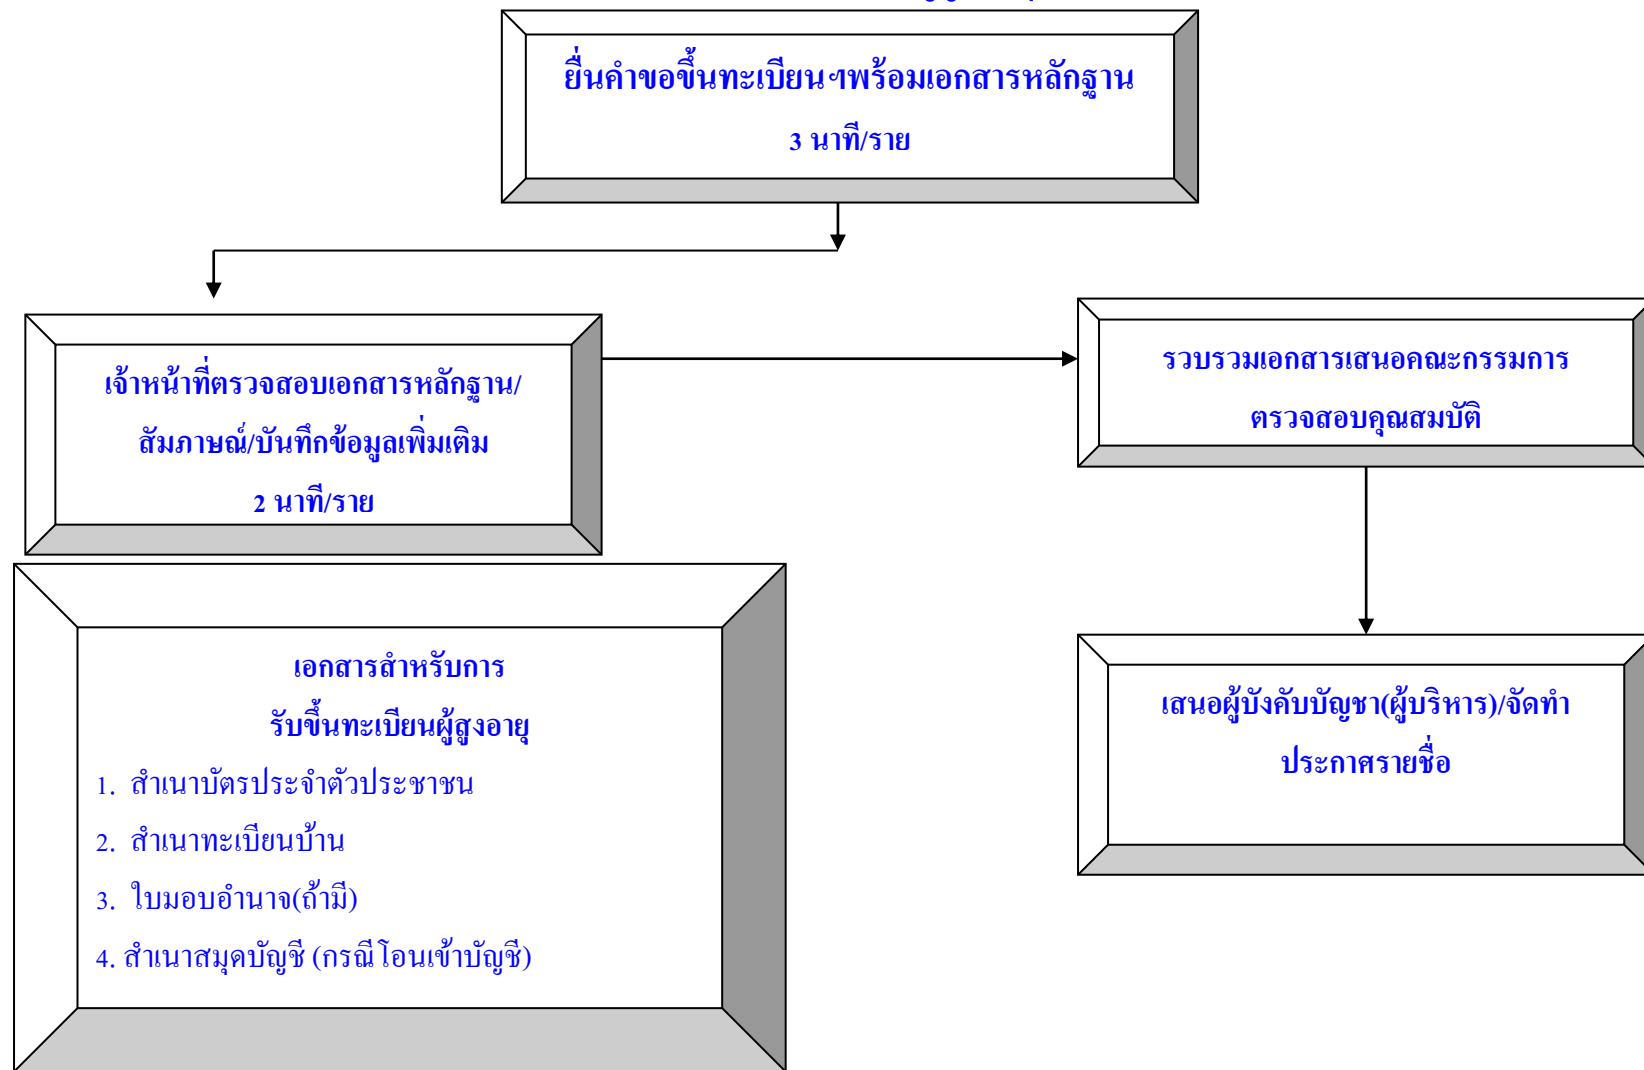 ยื่นคำขอขึ้นทะเบียนฯพร้อมเอกสารหลักฐาน
3 นาที/ราย
เจ้าหน้าที่ตรวจสอบเอกสารหลักฐาน/
สัมภาษณ์/บันทึกข้อมูลเพิ่มเติม
2 นาที/ราย
รวบรวมเอกสารเสนอคณะกรรมการ
ตรวจสอบคุณสมบัติ
เสนอผู้บังคับบัญชา(ผู้บริหาร)/จัดทำ
ประกาศรายชื่อ
เอกสารสำหรับการ
รับขึ้นทะเบียนผู้สูงอายุ
1. สำเนาบัตรประจำตัวประชาชน
2. สำเนาทะเบียนบ้าน
3. ใบมอบอำนาจ(ถ้ามี)
4. สำเนาสมุดบัญชี (กรณีโอนเข้าบัญชี)